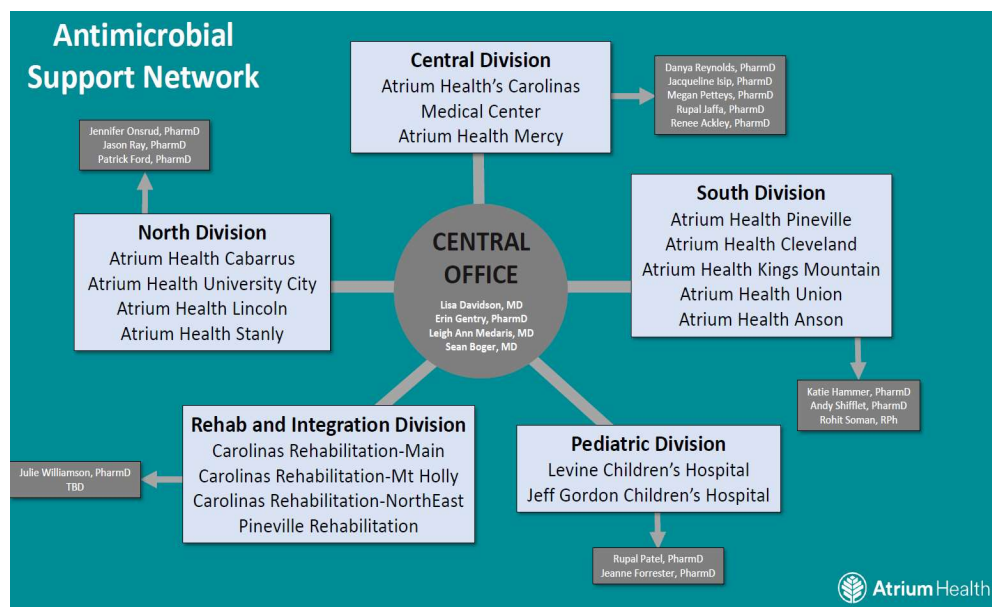 Antimicrobial
Support Network
Central Division
Atrium Health's Carolinas
Medical Center
Atrium Health Mercy
Danya Reynolds, PharmD
Jacqueline Isip, PharmD
Megan Petteys, PharmD
Rupal Jaffa, PharmD
Renee Ackley, PharmD
Jennifer Onsrud, PharmD
Jason Ray, PharmD
Patrick Ford, PharmD
North Division
Atrium Health Cabarrus
Atrium Health University City
Atrium Health Lincoln
Atrium Health Stanly
CENTRAL
OFFICE
Lisa Davidson, MD
Erin Gentry, PharmD
Leigh Ann Medaris, MD
Sean Boger, MD
South Division
Atrium Health Pineville
Atrium Health Cleveland
Atrium Health Kings Mountain
Atrium Health Union
Atrium Health Anson
Katie Hammer, PharmD
Andy Shifflet, PharmD
Rohit Soman, RPh
Rehab and Integration Division
Carolinas Rehabilitation-Main
Carolinas Rehabilitation-Mt Holly
Carolinas Rehabilitation-NorthEast
Pineville Rehabilitation
Julie Williamson, PharmD
TBD
Pediatric Division
Levine Children's Hospital
Jeff Gordon Children's Hospital
Rupal Patel, PharmD
Jeanne Forrester, PharmD
Atrium Health